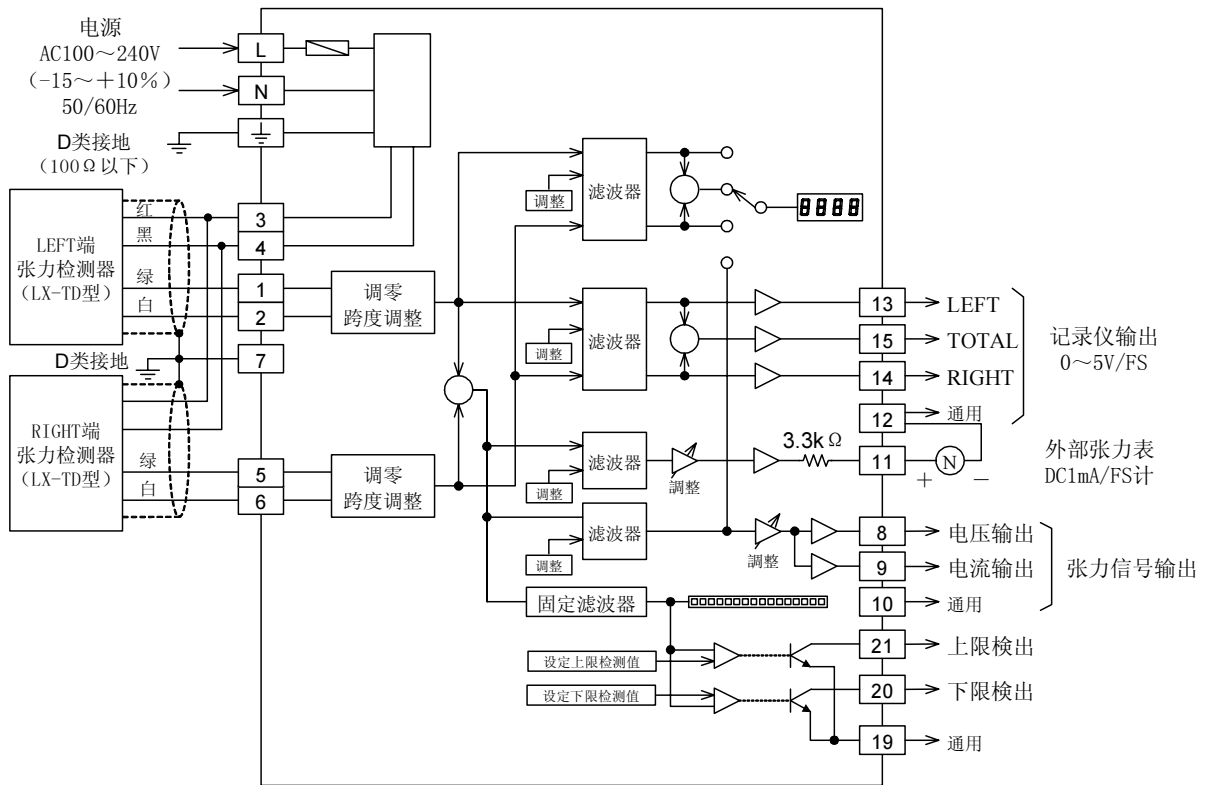 电源
AC100～240V
(-15～+10%)
50/60Hz
L
N
D类接地
(100Ω以下)
LEFT端
张力检测器
(LX-TD型)
红
黑
绿
白
3
4
1
2
7
D类接地
RIGHT端
张力检测器
(LX-TD型)
绿
白
5
6
调零
跨度调整
调零
跨度调整
滤波器
调整
8888
滤波器
调整
滤波器
调整
調整
3.3kΩ
滤波器
调整
調整
固定滤波器
设定上限检测值
设定下限检测值
13
LEFT
15
TOTAL
14
RIGHT
12
通用
记录仪输出
0～5V/FS
11
+
N
-
外部张力表
DC1mA/FS计
8
电压输出
9
电流输出
10
通用
张力信号输出
21
上限検出
20
下限検出
19
通用